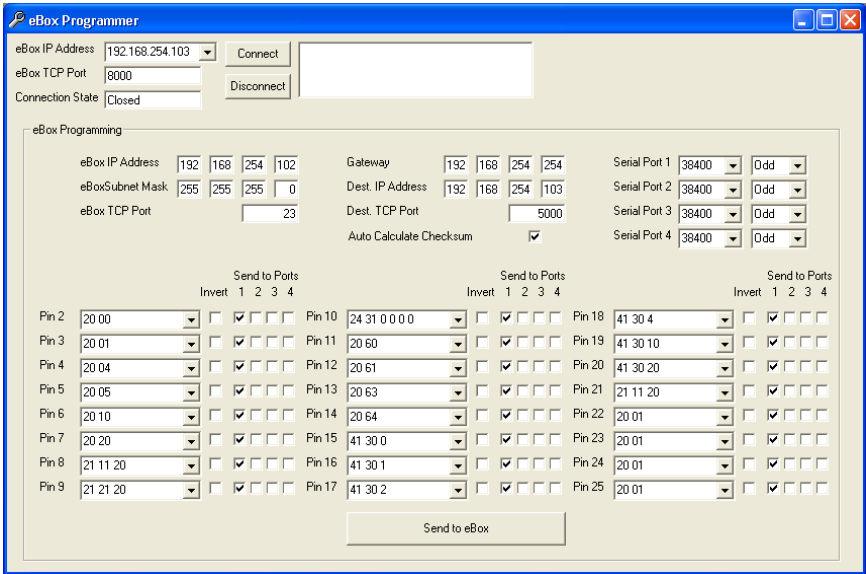 eBox Programmer
eBox IP Address 192.168.254.103 Connect
eBox TCP Port 8000 Disconnect
Connection State Closed
eBox Programming
eBox IP Address 192 168 254 102 Gateway 192 168 254 254 Serial Port 1 38400 Odd
eBoxSubnet Mask 255 255 255 0 Dest. IP Address 192 168 254 103 Serial Port 2 38400 Odd
eBox TCP Port 23 Dest. TCP Port 5000 Serial Port 3 38400 Odd
Auto Calculate Checksum Serial Port 4 38400 Odd
Send to Ports Send to Ports
Invert 1 2 3 4 Invert 1 2 3 4
Pin 2 20 00 Pin 10 24 31 0 0 0 0 Pin 18 41 30 4
Pin 3 20 01 Pin 11 20 60 Pin 19 41 30 10
Pin 4 20 04 Pin 12 20 61 Pin 20 41 30 20
Pin 5 20 05 Pin 13 20 63 Pin 21 21 11 20
Pin 6 20 10 Pin 14 20 64 Pin 22 20 01
Pin 7 20 20 Pin 15 41 30 0 Pin 23 20 01
Pin 8 21 11 20 Pin 16 41 30 1 Pin 24 20 01
Pin 9 21 21 20 Pin 17 41 30 2 Pin 25 20 01
Send to eBox